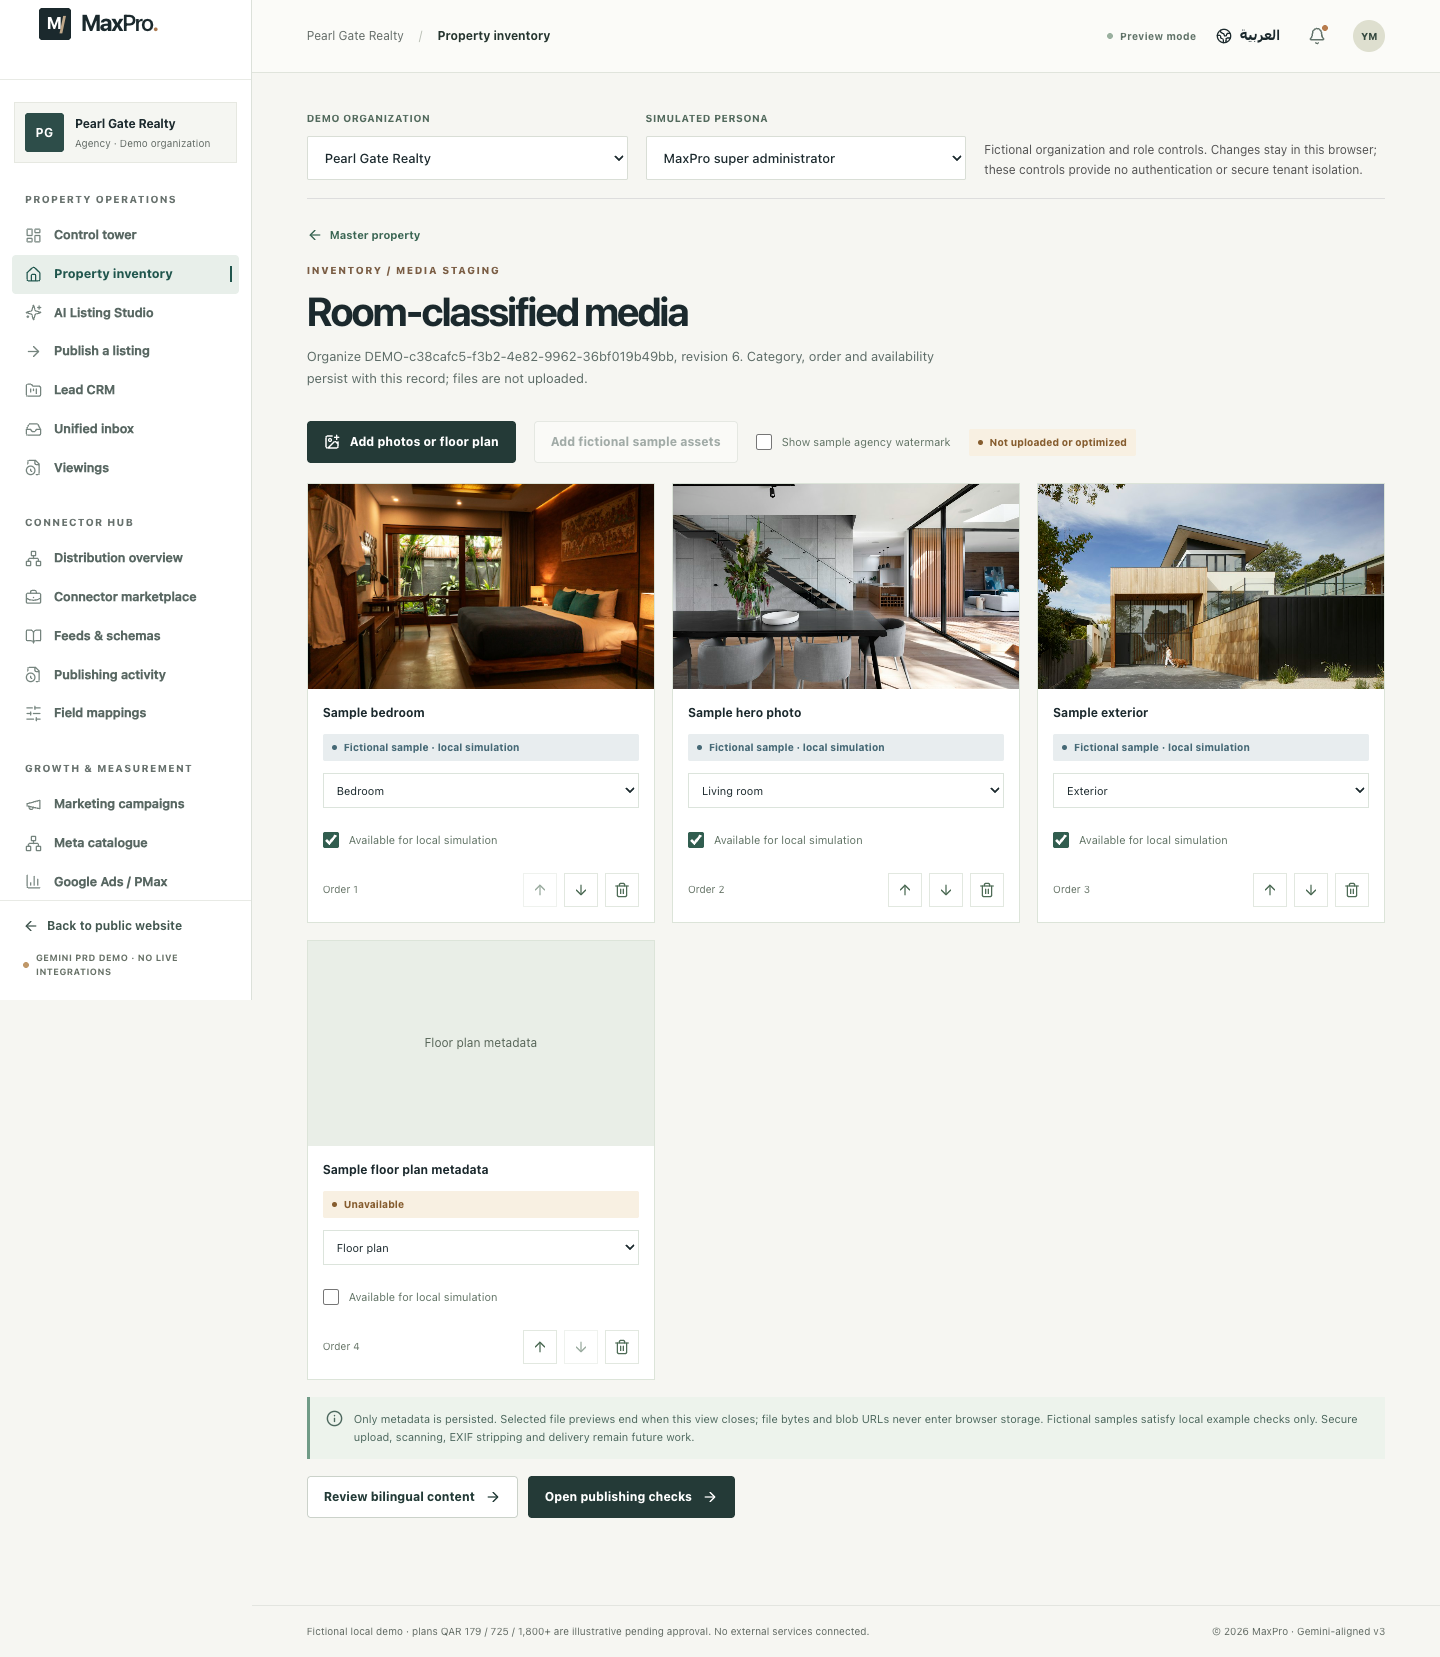 M/ MaxPro.
Pearl Gate Realty / Property inventory
Preview mode
العربية
YM
PG
Pearl Gate Realty
Agency · Demo organization
PROPERTY OPERATIONS
Control tower
Property inventory
AI Listing Studio
Publish a listing
Lead CRM
Unified inbox
Viewings
CONNECTOR HUB
Distribution overview
Connector marketplace
Feeds & schemas
Publishing activity
Field mappings
GROWTH & MEASUREMENT
Marketing campaigns
Meta catalogue
Google Ads / PMax
Back to public website
GEMINI PRD DEMO · NO LIVE
INTEGRATIONS
DEMO ORGANIZATION
Pearl Gate Realty
SIMULATED PERSONA
MaxPro super administrator
Fictional organization and role controls. Changes stay in this browser;
these controls provide no authentication or secure tenant isolation.
Master property
INVENTORY / MEDIA STAGING
Room-classified media
Organize DEMO-c38cafc5-f3b2-4e82-9962-36bf019b49bb, revision 6. Category, order and availability
persist with this record; files are not uploaded.
Add photos or floor plan
Add fictional sample assets
Show sample agency watermark
Not uploaded or optimized
Sample bedroom
Fictional sample · local simulation
Bedroom
Available for local simulation
Order 1
Sample hero photo
Fictional sample · local simulation
Living room
Available for local simulation
Order 2
Sample exterior
Fictional sample · local simulation
Exterior
Available for local simulation
Order 3
Floor plan metadata
Sample floor plan metadata
Unavailable
Floor plan
Available for local simulation
Order 4
Only metadata is persisted. Selected file previews end when this view closes; file bytes and blob URLs never enter browser storage. Fictional samples satisfy local example checks only. Secure
upload, scanning, EXIF stripping and delivery remain future work.
Review bilingual content
Open publishing checks
Fictional local demo · plans QAR 179 / 725 / 1,800+ are illustrative pending approval. No external services connected.
© 2026 MaxPro · Gemini-aligned v3